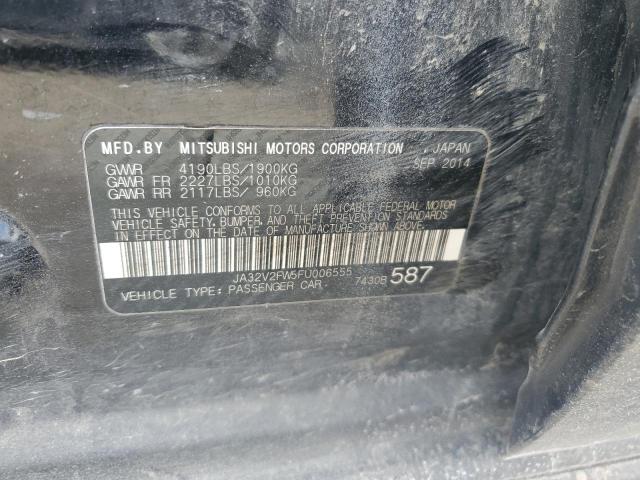 MFD.BY MITSUBISHI MOTORS CORPORATION , JAPAN
SEP 2014
GVWR 4190LBS/1900KG
GAWR FR 2227LBS/1010KG
GAWR RR 2117LBS/ 960KG
THIS VEHICLE CONFORMS TO ALL APPLICABLE FEDERAL MOTOR
VEHICLE SAFETY, BUMPER, AND THEFT PREVENTION STANDARDS
IN EFFECT ON THE DATE OF MANUFACTURE SHOWN ABOVE.
JA32V2FW5FU006555
VEHICLE TYPE: PASSENGER CAR 7430B 587